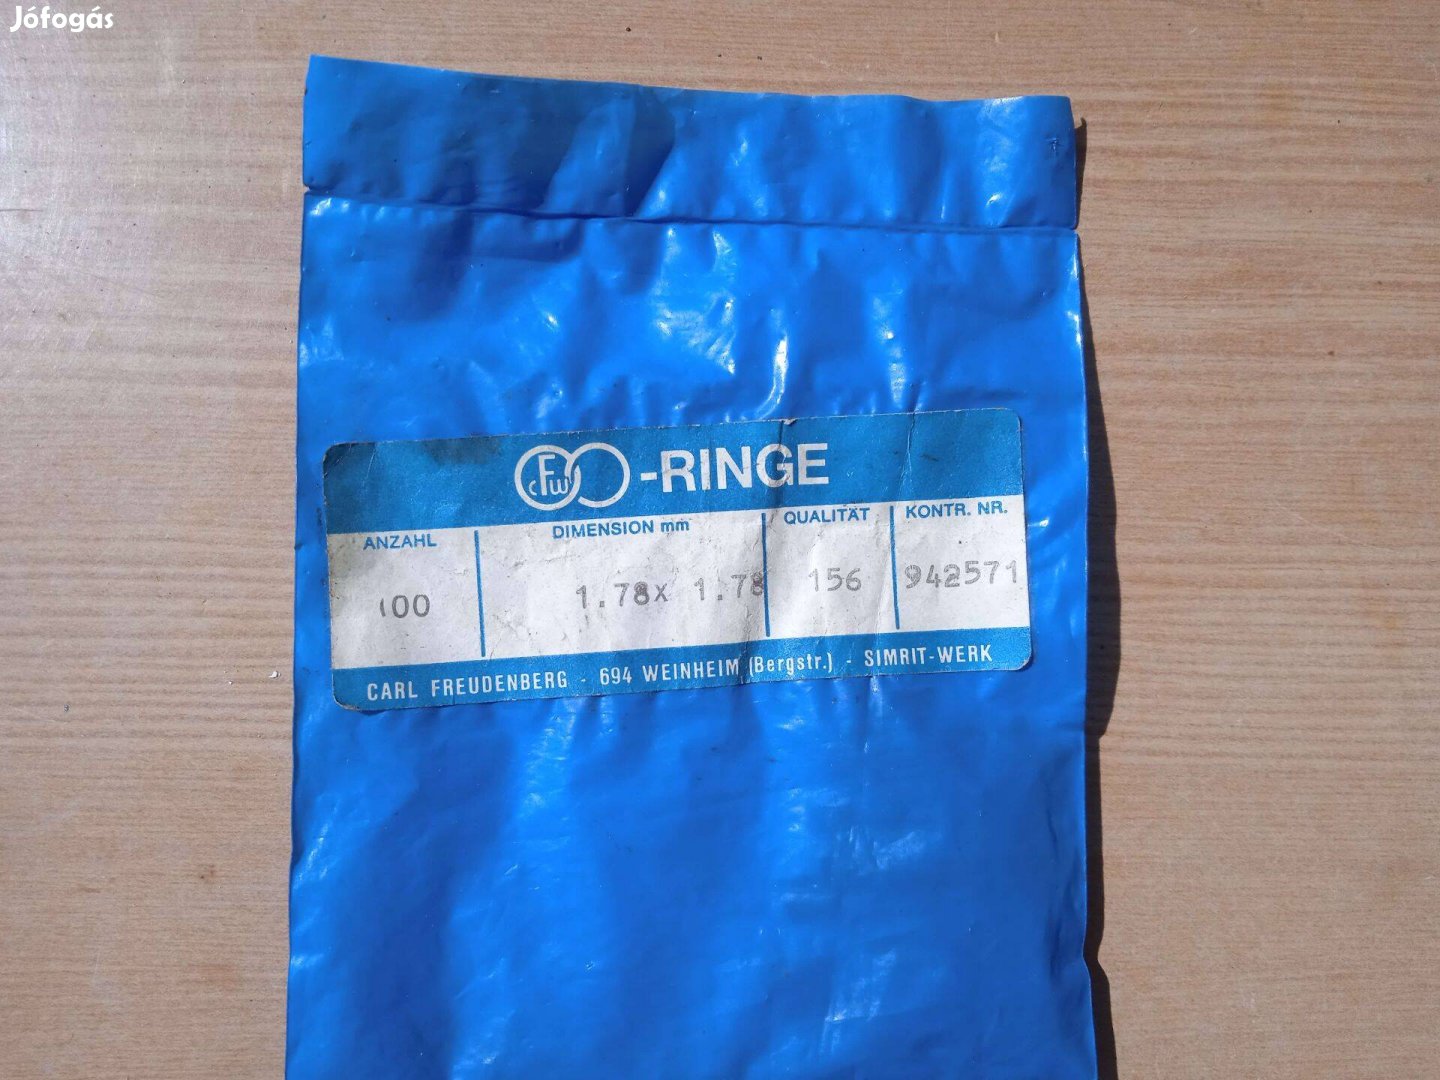 Jófogás
CFW O-RINGE
ANZAHL DIMENSION mm QUALITÄT KONTR. NR.
100 1.78x 1.78 156 942571
CARL FREUDENBERG - 694 WEINHEIM (Bergstr.) - SIMRIT-WERK